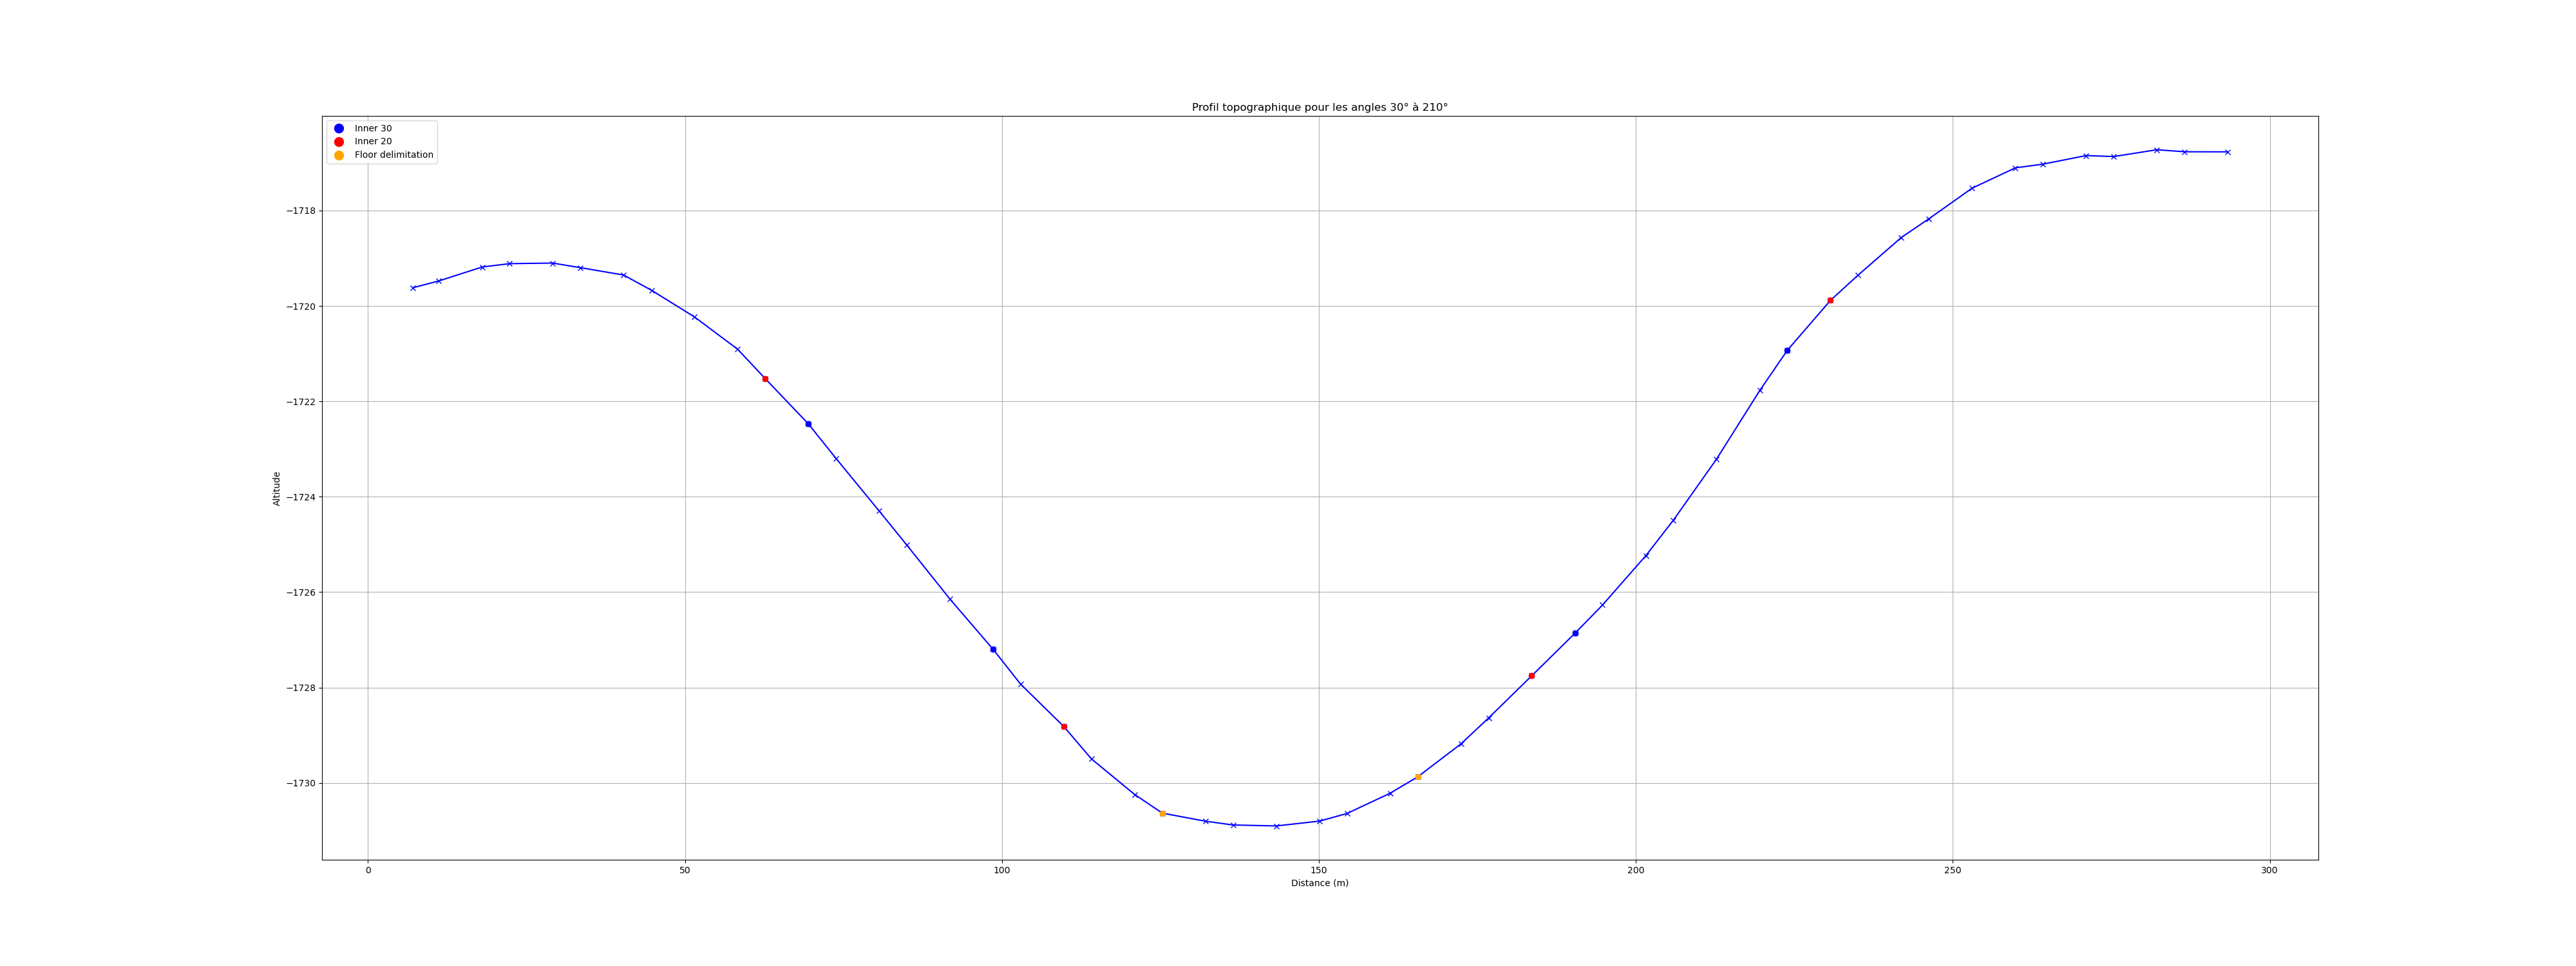 Profil topographique pour les angles 30° à 210°
Inner 30
Inner 20
Floor delimitation
−1718
−1720
−1722
−1724
−1726
−1728
−1730
Altitude
0 50 100 150 200 250 300
Distance (m)